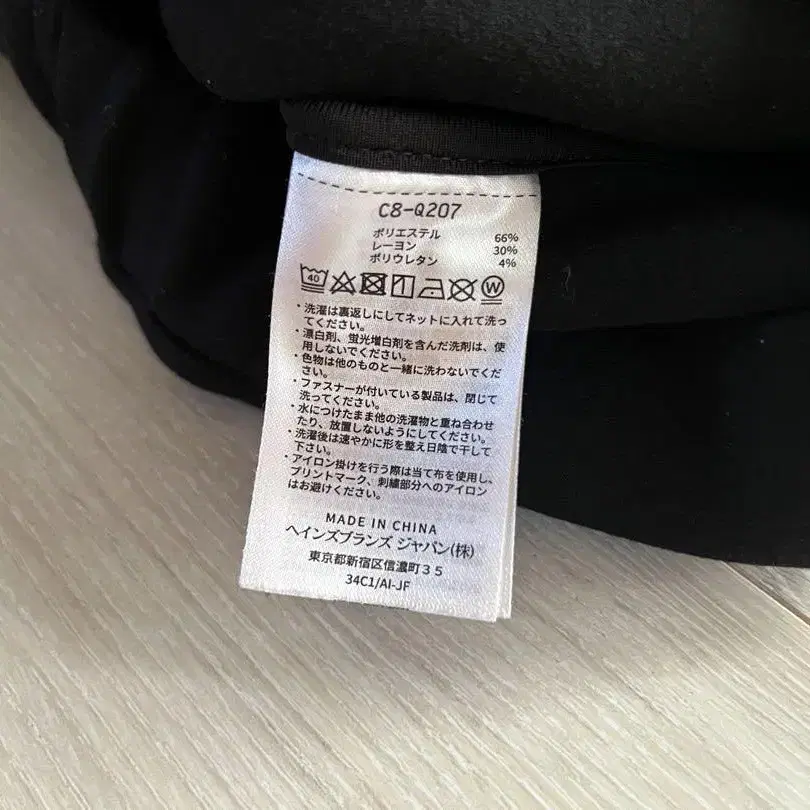 C8-Q207
ポリエステル 66%
レーヨン 30%
ポリウレタン 4%
40 W
・洗濯は裏返しにしてネットに入れて洗っ
てください。
・漂白剤、蛍光増白剤を含んだ洗剤は、使
用しないでください。
・色物は他のものと一緒に洗わないでくだ
さい。
・ファスナーが付いている製品は、閉じて
洗ってください。
・水につけたまま他の洗濯物と重ね合わせ
たり、放置しないようにしてください。
・洗濯後は速やかに形を整え日陰で干して
下さい。
・アイロン掛けを行う際は当て布を使用し、
プリントマーク、刺繍部分へのアイロン
はお避けください。
MADE IN CHINA
ヘインズブランズ ジャパン(株)
東京都新宿区信濃町35
34C1/AI-JF